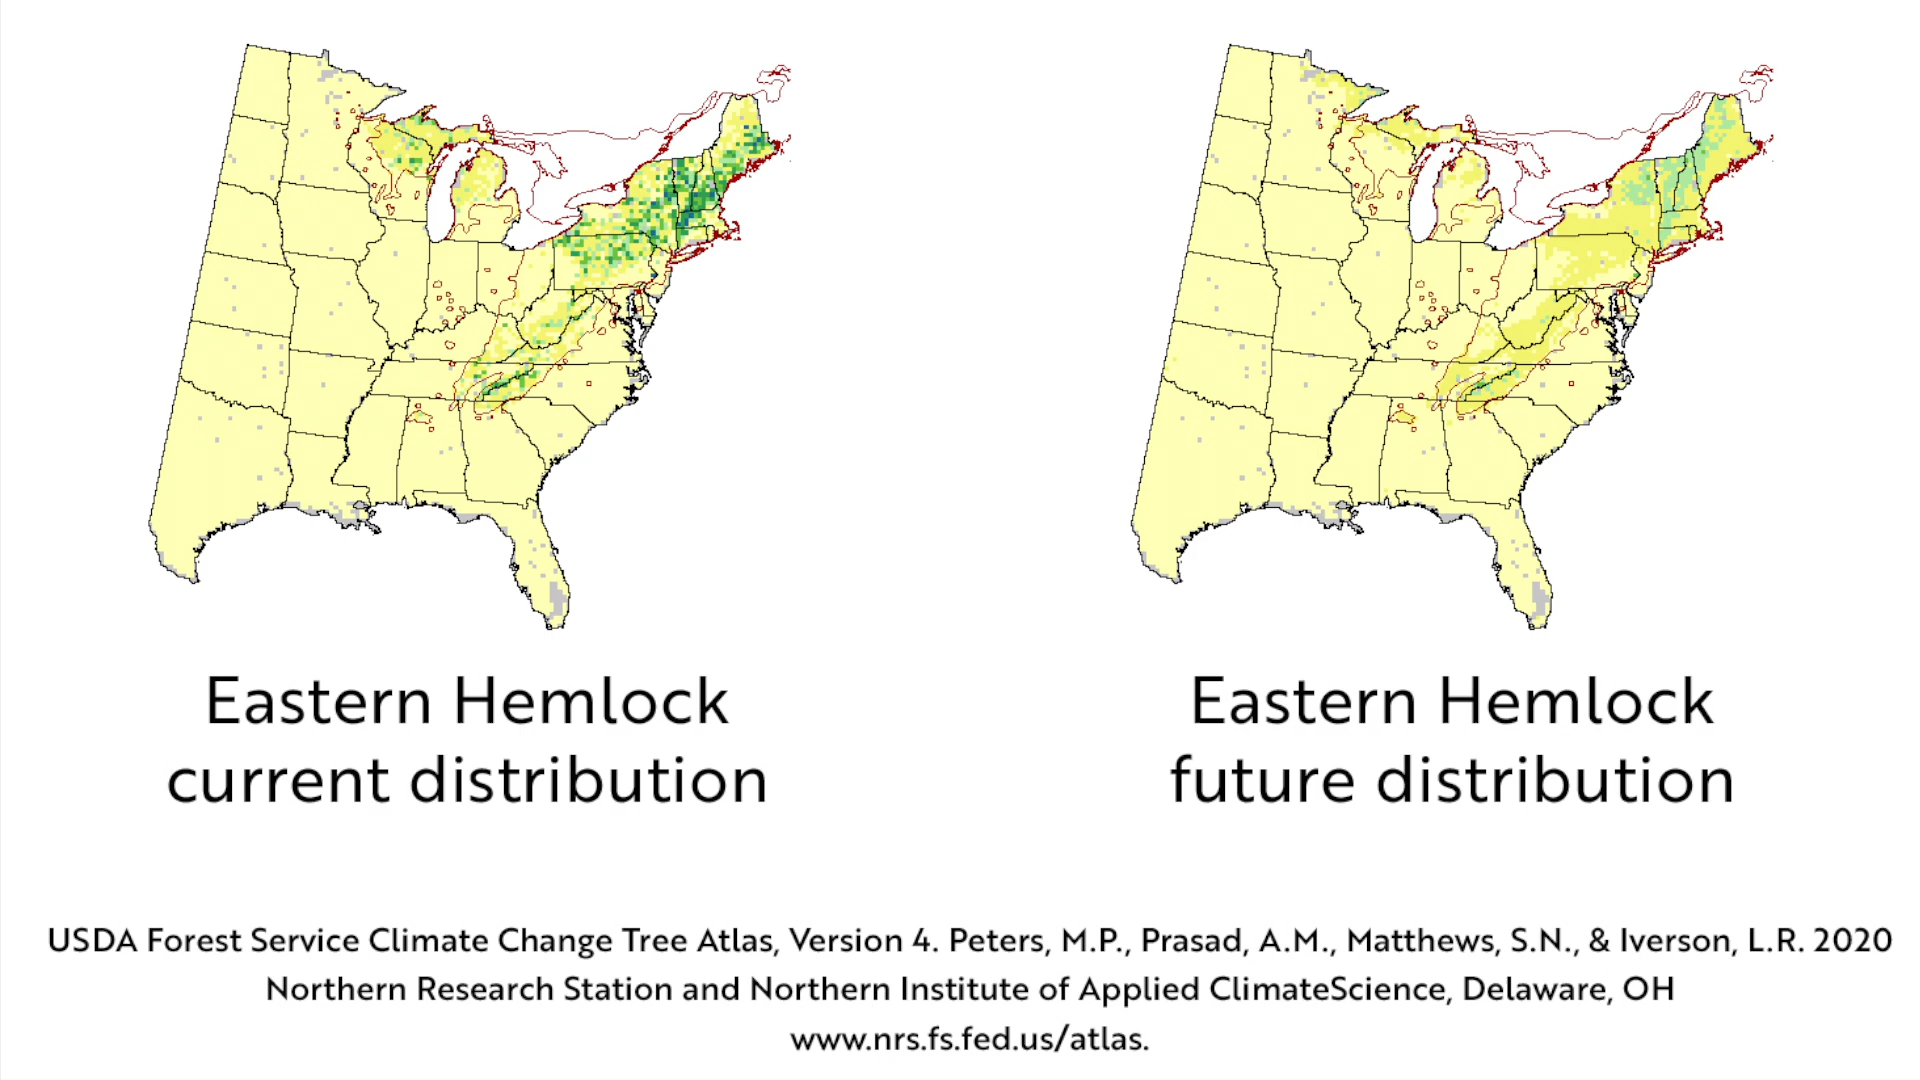 Eastern Hemlock
current distribution
Eastern Hemlock
future distribution
USDA Forest Service Climate Change Tree Atlas, Version 4. Peters, M.P., Prasad, A.M., Matthews, S.N., & Iverson, L.R. 2020
Northern Research Station and Northern Institute of Applied ClimateScience, Delaware, OH
www.nrs.fs.fed.us/atlas.